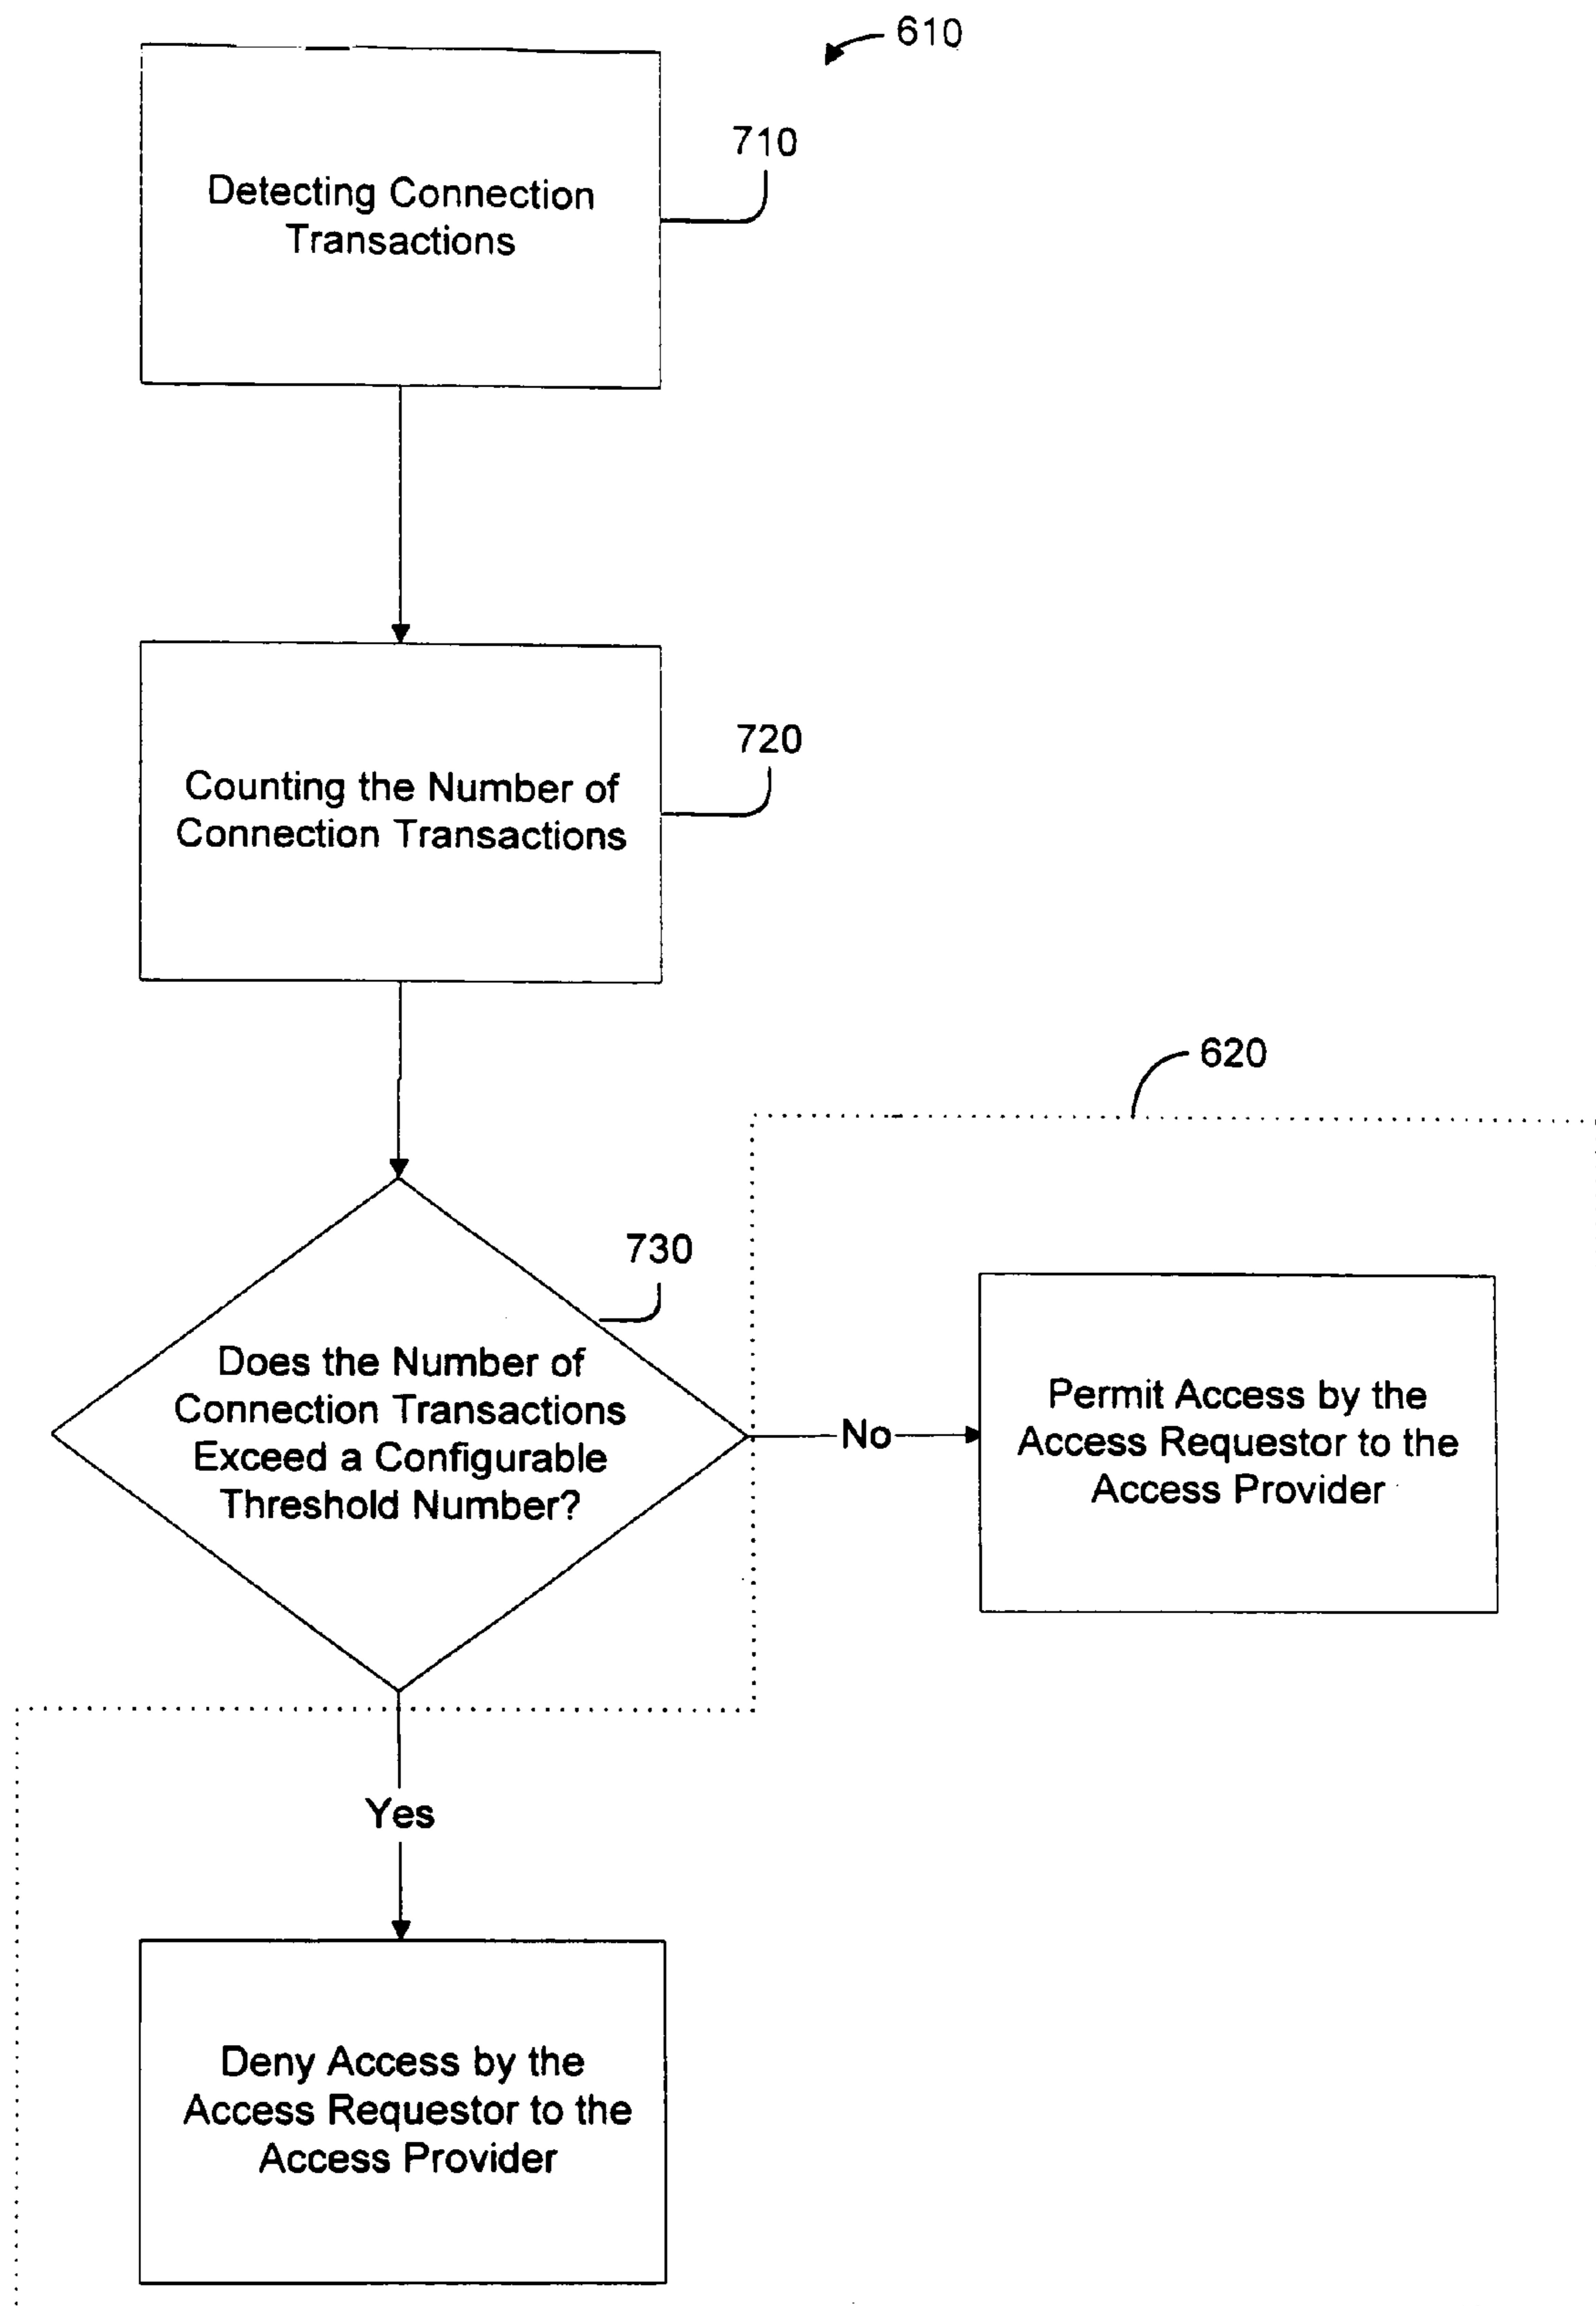 610
710
Detecting Connection
Transactions
720
Counting the Number of
Connection Transactions
620
730
Does the Number of
Connection Transactions
Exceed a Configurable
Threshold Number?
No
Permit Access by the
Access Requestor to the
Access Provider
Yes
Deny Access by the
Access Requestor to the
Access Provider